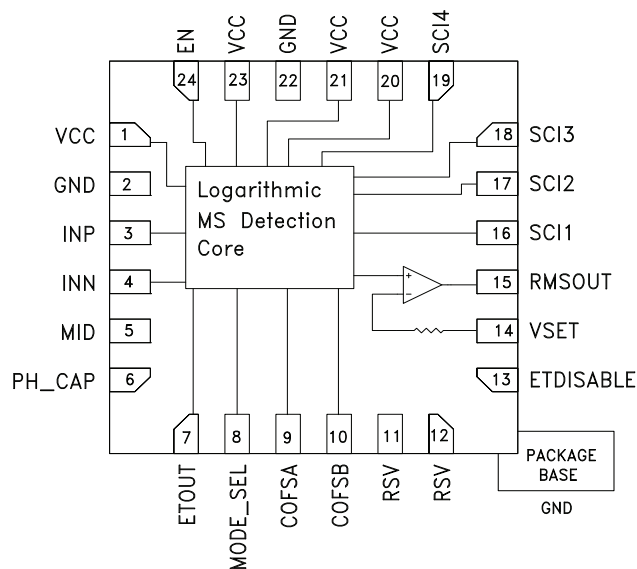 EN
VCC
GND
VCC
VCC
SCI4
24
23
22
21
20
19
VCC
1
18
SCI3
GND
2
17
SCI2
INP
3
16
SCI1
INN
4
15
RMSOUT
MID
5
14
VSET
PH_CAP
6
13
ETDISABLE
Logarithmic
MS Detection
Core
+
−
7
8
9
10
11
12
ETOUT
MODE_SEL
COFSA
COFSB
RSV
RSV
PACKAGE
BASE
GND